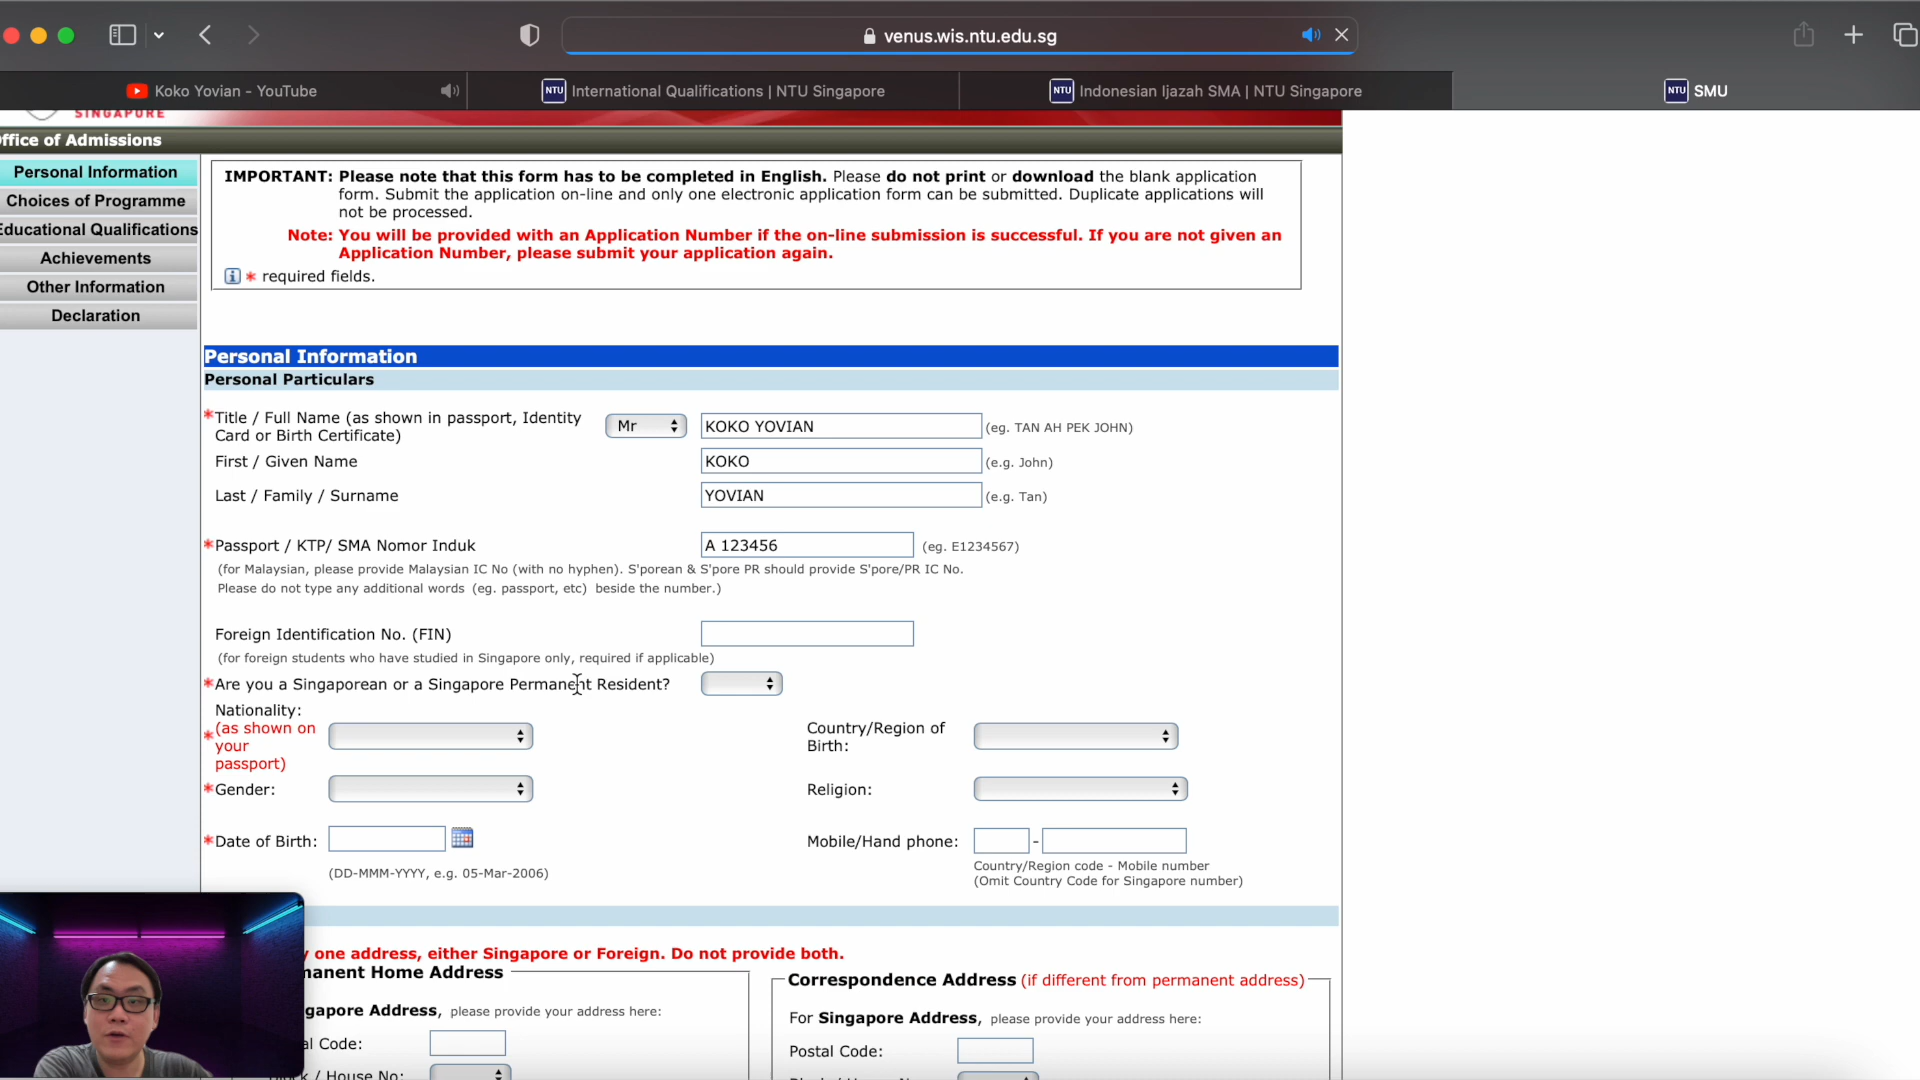 venus.wis.ntu.edu.sg
Koko Yovian - YouTube
NTU International Qualifications | NTU Singapore
NTU Indonesian Ijazah SMA | NTU Singapore
NTU SMU
SINGAPORE
ffice of Admissions
Personal Information
Choices of Programme
Educational Qualifications
Achievements
Other Information
Declaration
IMPORTANT: Please note that this form has to be completed in English. Please do not print or download the blank application
form. Submit the application on-line and only one electronic application form can be submitted. Duplicate applications will
not be processed.
Note: You will be provided with an Application Number if the on-line submission is successful. If you are not given an
Application Number, please submit your application again.
* required fields.
Personal Information
Personal Particulars
*Title / Full Name (as shown in passport, Identity
Card or Birth Certificate)
Mr
KOKO YOVIAN
(eg. TAN AH PEK JOHN)
First / Given Name
KOKO
(e.g. John)
Last / Family / Surname
YOVIAN
(e.g. Tan)
*Passport / KTP/ SMA Nomor Induk
A 123456
(eg. E1234567)
(for Malaysian, please provide Malaysian IC No (with no hyphen). S'porean & S'pore PR should provide S'pore/PR IC No.
Please do not type any additional words (eg. passport, etc) beside the number.)
Foreign Identification No. (FIN)
(for foreign students who have studied in Singapore only, required if applicable)
*Are you a Singaporean or a Singapore Permanent Resident?
Nationality:
* (as shown on
your
passport)
Country/Region of
Birth:
*Gender:
Religion:
*Date of Birth:
(DD-MMM-YYYY, e.g. 05-Mar-2006)
Mobile/Hand phone:
-
Country/Region code - Mobile number
(Omit Country Code for Singapore number)
y one address, either Singapore or Foreign. Do not provide both.
manent Home Address
gapore Address, please provide your address here:
al Code:
Block / House No:
Correspondence Address (if different from permanent address)
For Singapore Address, please provide your address here:
Postal Code: